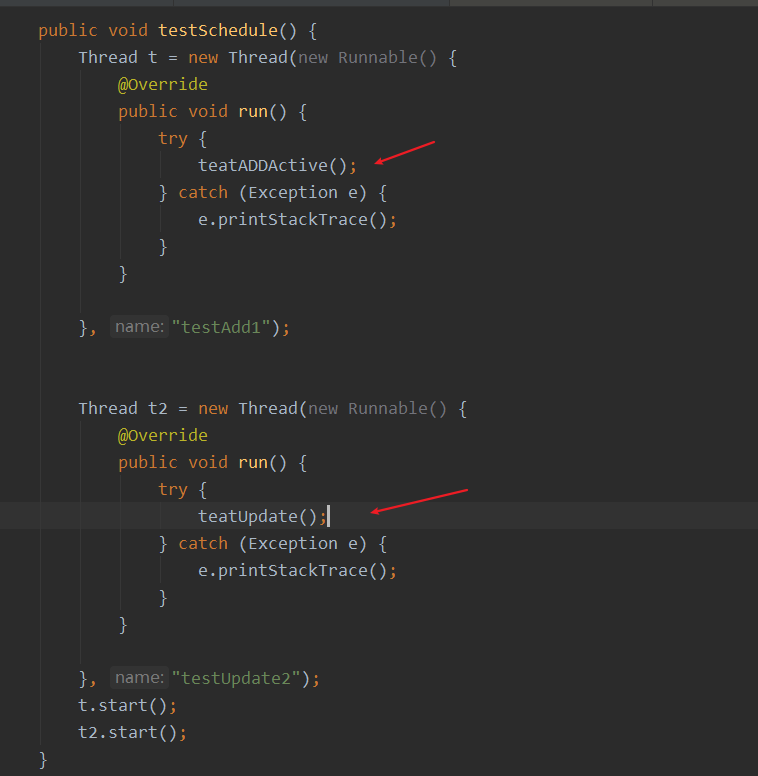 public void testSchedule() {
Thread t = new Thread(new Runnable() {
@Override
public void run() {
try {
teatADDActive();
} catch (Exception e) {
e.printStackTrace();
}
}
}, name: "testAdd1");
Thread t2 = new Thread(new Runnable() {
@Override
public void run() {
try {
teatUpdate();
} catch (Exception e) {
e.printStackTrace();
}
}
}, name: "testUpdate2");
t.start();
t2.start();
}